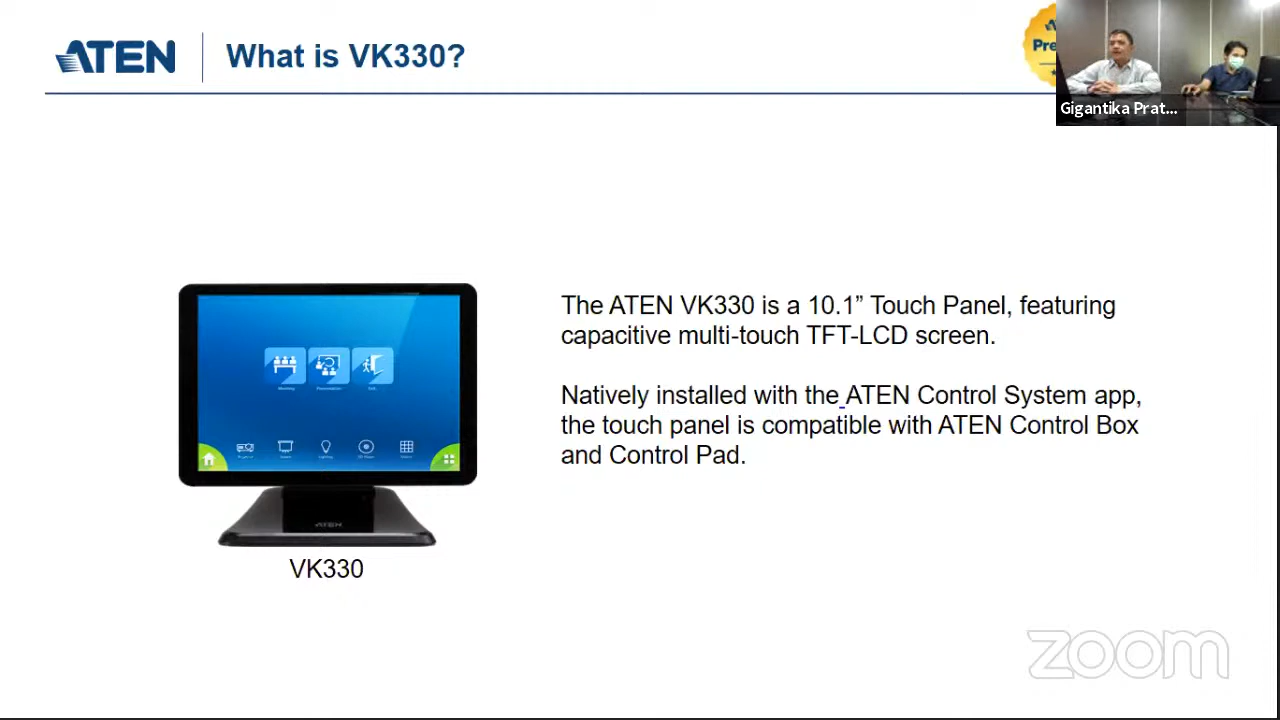 ATEN
What is VK330?
Pre
Gigantika Prat...
The ATEN VK330 is a 10.1” Touch Panel, featuring
capacitive multi-touch TFT-LCD screen.
Natively installed with the ATEN Control System app,
the touch panel is compatible with ATEN Control Box
and Control Pad.
ATEN
VK330
zoom